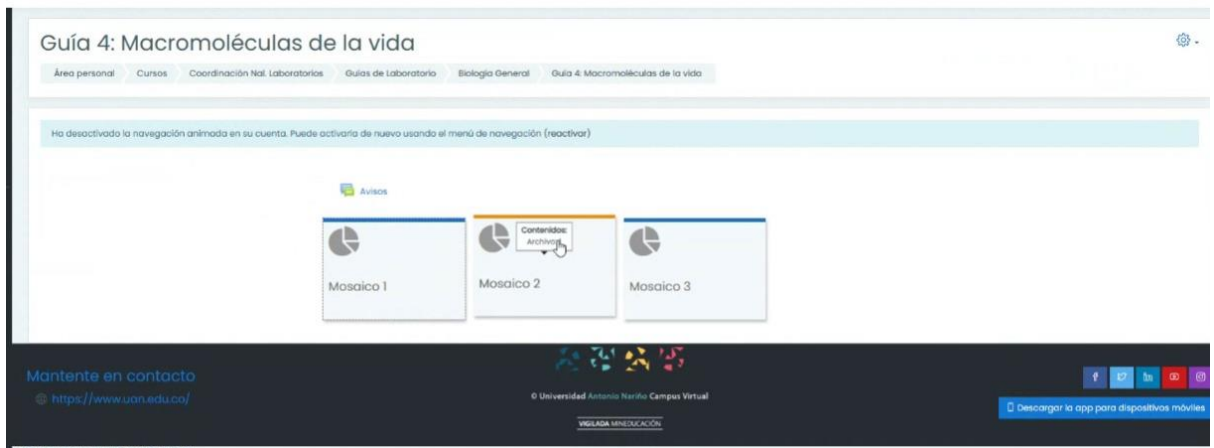 Guía 4: Macromoléculas de la vida
Área personal Cursos Coordinación Nal. Laboratorios Guías de Laboratorio Biología General Guía 4: Macromoléculas de la vida
Ha desactivado la navegación animada en su cuenta. Puede activarla de nuevo usando el menú de navegación (reactivar)
Avisos
Contenidos:
Archivo
Mosaico 1
Mosaico 2
Mosaico 3
Mantente en contacto
https://www.uan.edu.co/
© Universidad Antonio Nariño Campus Virtual
VIGILADA MINEDUCACIÓN
Descargar la app para dispositivos móviles